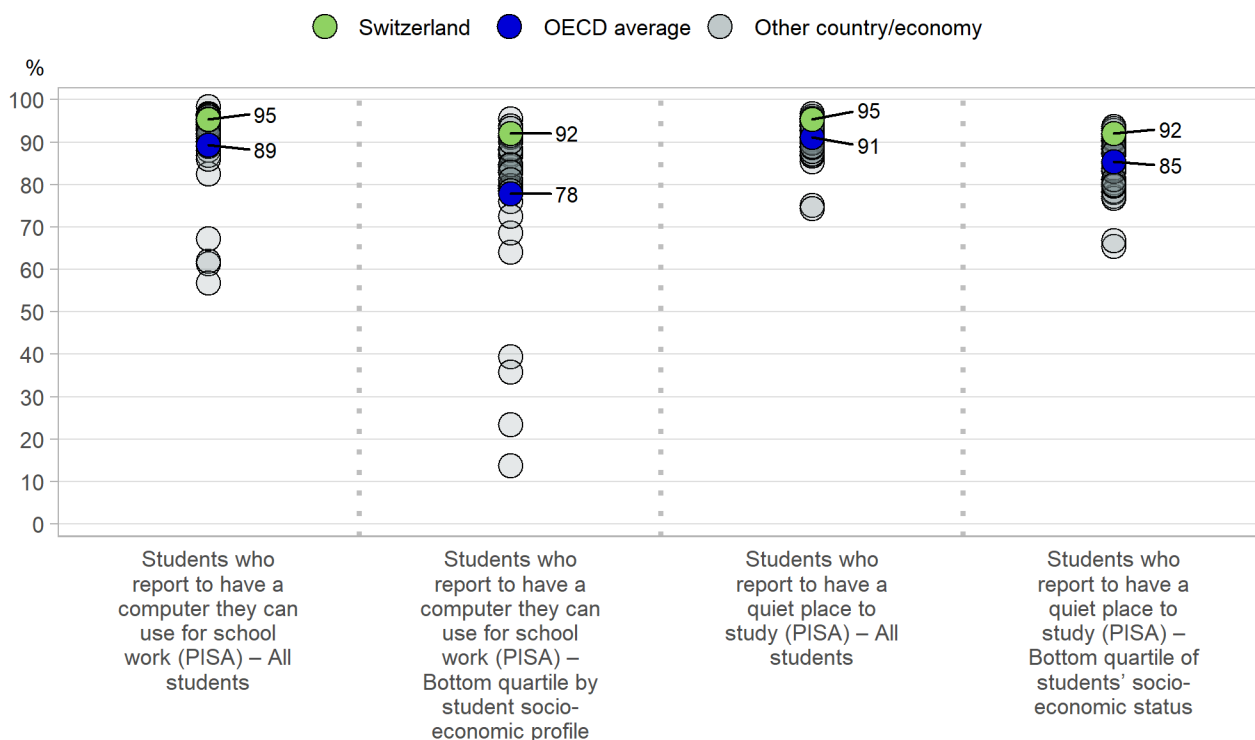 Switzerland OECD average Other country/economy
%
100
90
80
70
60
50
40
30
20
10
0
95
89
92
78
95
91
92
85
Students who
report to have a
computer they can
use for school
work (PISA) – All
students
Students who
report to have a
computer they can
use for school
work (PISA) –
Bottom quartile by
student socio-
economic profile
Students who
report to have a
quiet place to
study (PISA) – All
students
Students who
report to have a
quiet place to
study (PISA) –
Bottom quartile of
students’ socio-
economic status